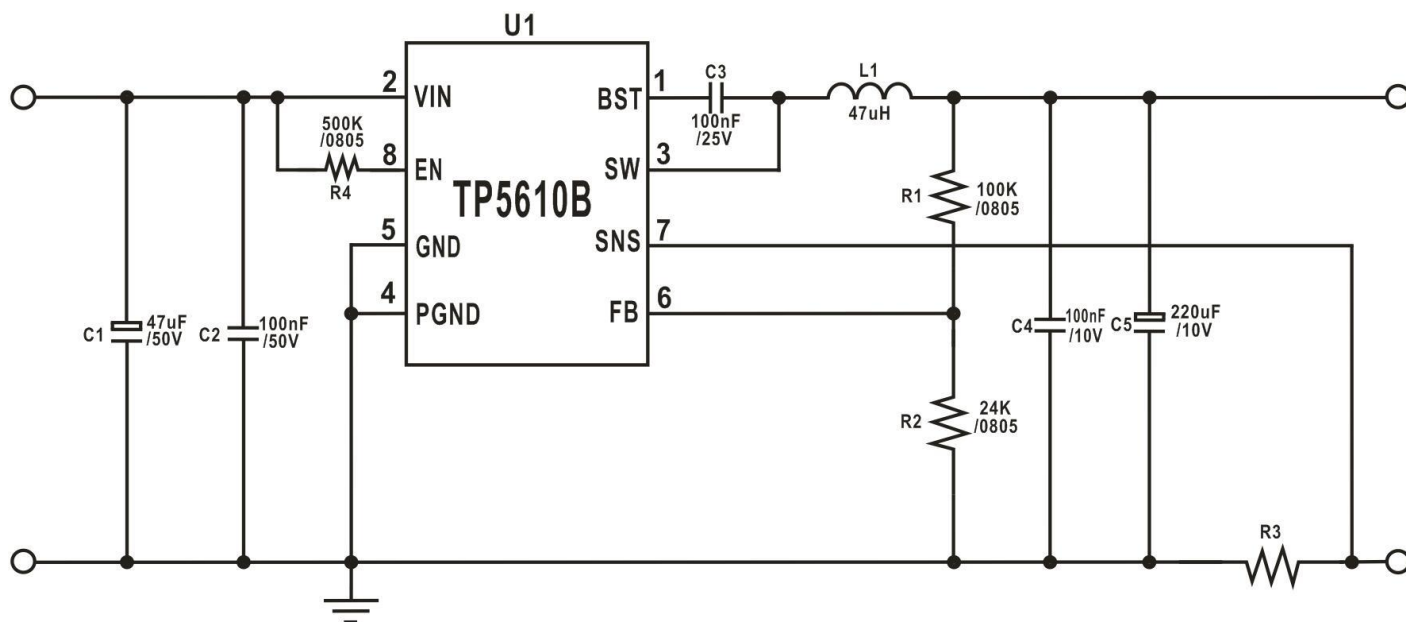 U1
2
VIN
BST
1
C3
100nF
/25V
L1
47uH
500K
/0805
8
EN
R4
SW
3
TP5610B
R1
100K
/0805
5
GND
SNS
7
4
PGND
FB
6
C1
47uF
/50V
C2
100nF
/50V
C4
100nF
/10V
C5
220uF
/10V
R2
24K
/0805
R3